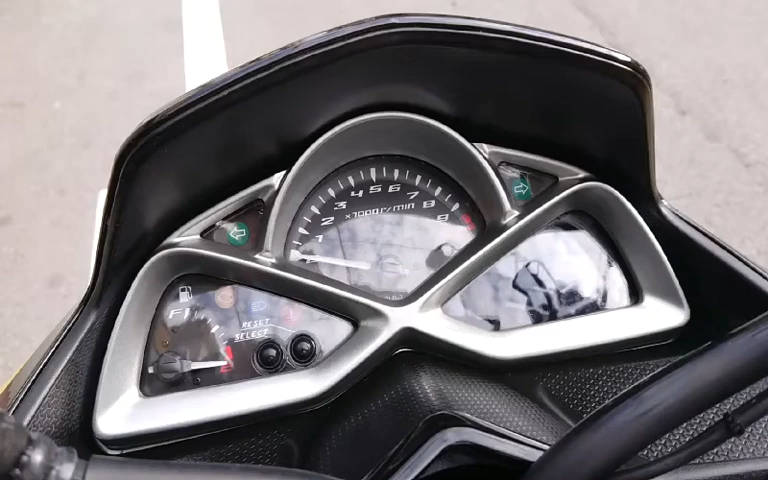 1 2 3 4 5 6 7 8 9
x1000r/min
F
RESET
SELECT
E